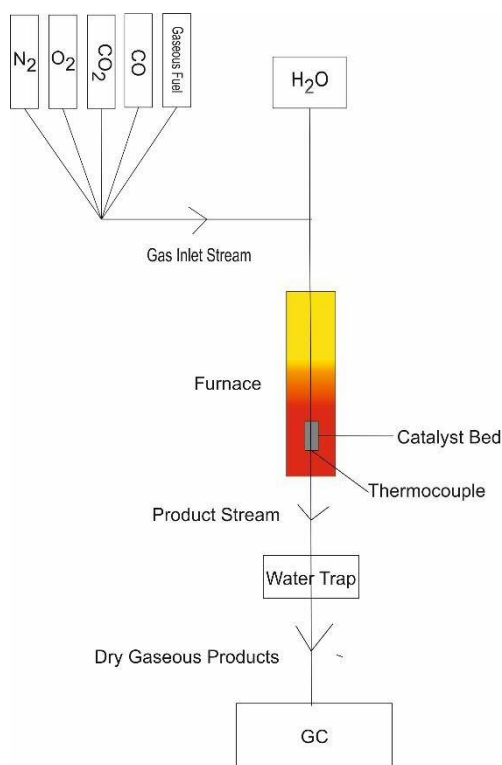 N2
O2
CO2
CO
Gaseous Fuel
H2O
Gas Inlet Stream
Furnace
Catalyst Bed
Thermocouple
Product Stream
Water Trap
Dry Gaseous Products
GC